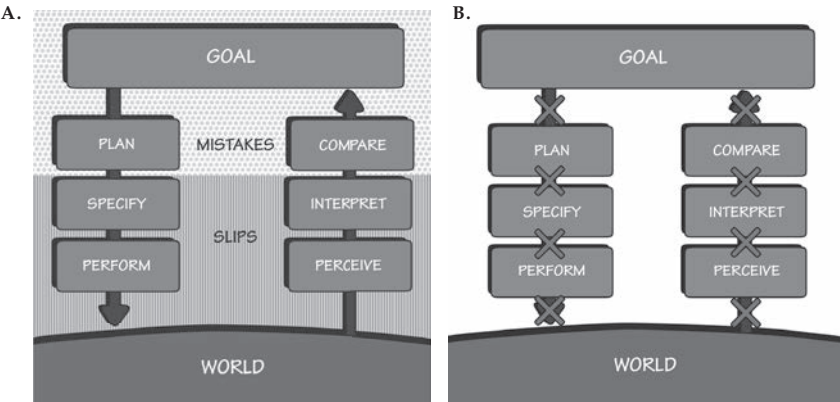 A.
GOAL
PLAN
MISTAKES
COMPARE
SPECIFY
INTERPRET
SLIPS
PERFORM
PERCEIVE
WORLD
B.
GOAL
PLAN
COMPARE
SPECIFY
INTERPRET
PERFORM
PERCEIVE
WORLD